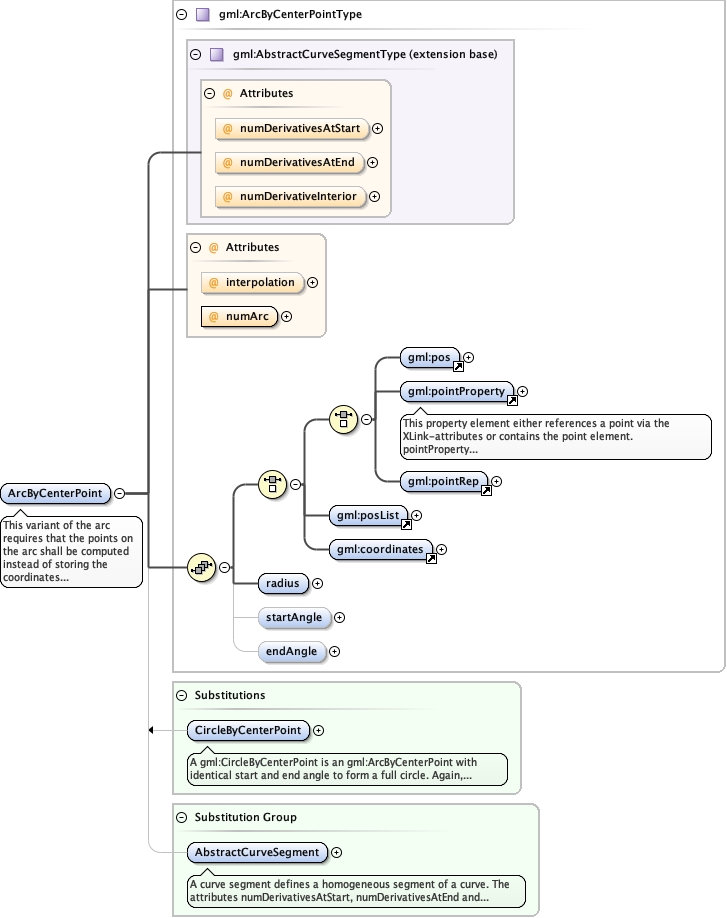 gml:ArcByCenterPointType
gml:AbstractCurveSegmentType (extension base)
@ Attributes
@ numDerivativesAtStart
@ numDerivativesAtEnd
@ numDerivativeInterior
@ Attributes
@ interpolation
@ numArc
gml:pos
gml:pointProperty
This property element either references a point via the
XLink-attributes or contains the point element.
pointProperty...
gml:pointRep
gml:posList
gml:coordinates
radius
startAngle
endAngle
ArcByCenterPoint
This variant of the arc
requires that the points on
the arc shall be computed
instead of storing the
coordinates...
Substitutions
CircleByCenterPoint
A gml:CircleByCenterPoint is an gml:ArcByCenterPoint with
identical start and end angle to form a full circle. Again,...
Substitution Group
AbstractCurveSegment
A curve segment defines a homogeneous segment of a curve. The
attributes numDerivativesAtStart, numDerivativesAtEnd and...